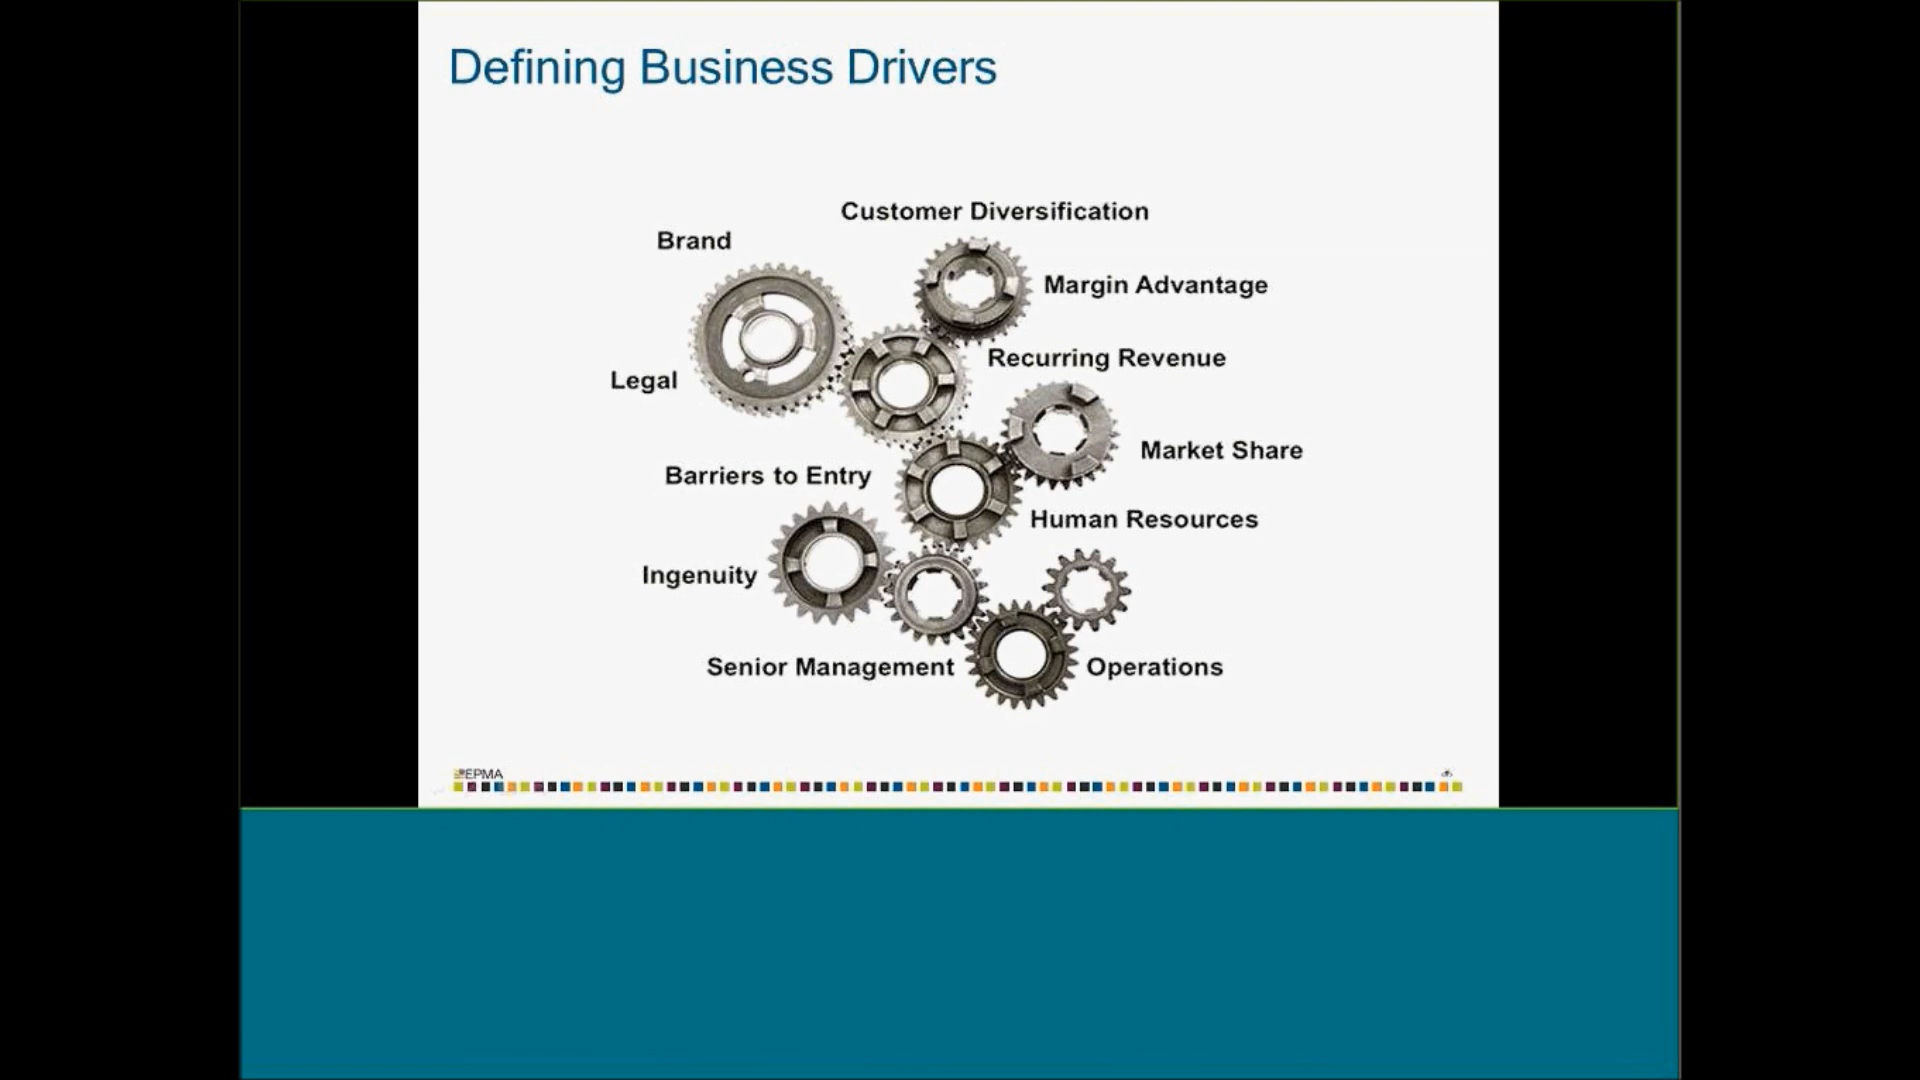 Defining Business Drivers
Customer Diversification
Brand
Margin Advantage
Recurring Revenue
Legal
Market Share
Barriers to Entry
Human Resources
Ingenuity
Senior Management
Operations
EPMA